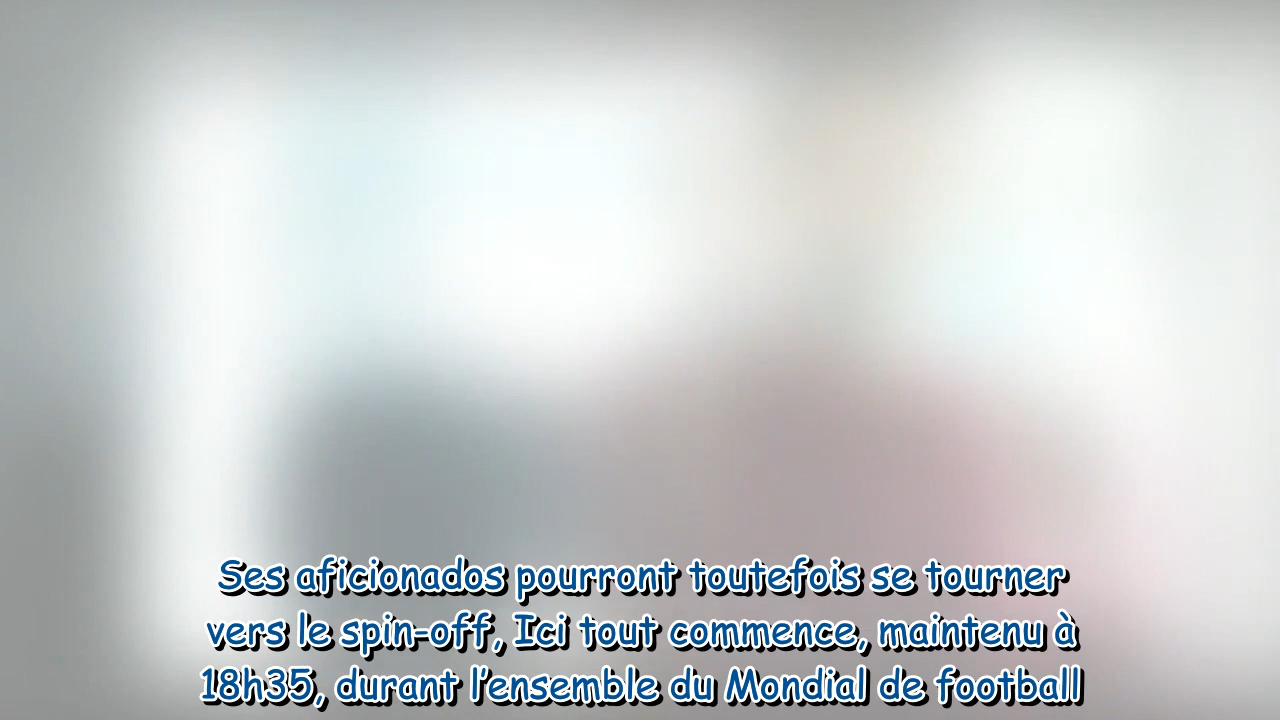 Ses aficionados pourront toutefois se tourner
vers le spin-off, Ici tout commence, maintenu à
18h35, durant l'ensemble du Mondial de football